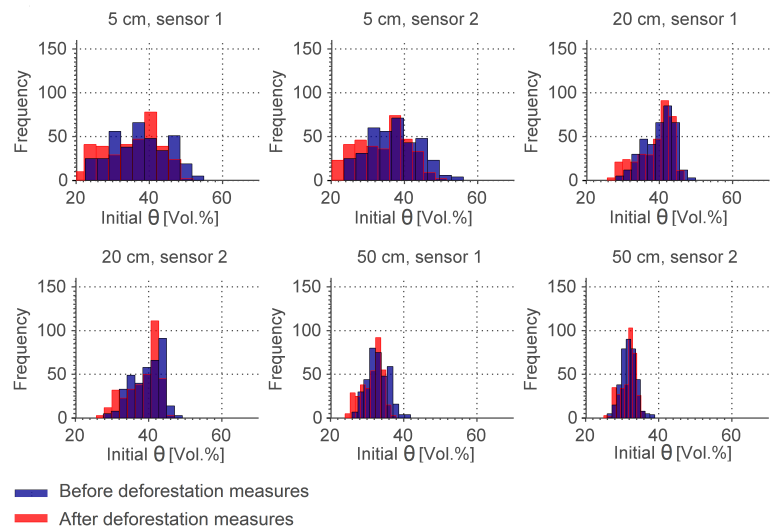 5 cm, sensor 1
5 cm, sensor 2
20 cm, sensor 1
Frequency
150
100
50
0
20
40
60
Initial θ [Vol.%]
Frequency
150
100
50
0
20
40
60
Initial θ [Vol.%]
Frequency
150
100
50
0
20
40
60
Initial θ [Vol.%]
20 cm, sensor 2
50 cm, sensor 1
50 cm, sensor 2
Frequency
150
100
50
0
20
40
60
Initial θ [Vol.%]
Frequency
150
100
50
0
20
40
60
Initial θ [Vol.%]
Frequency
150
100
50
0
20
40
60
Initial θ [Vol.%]
Before deforestation measures
After deforestation measures